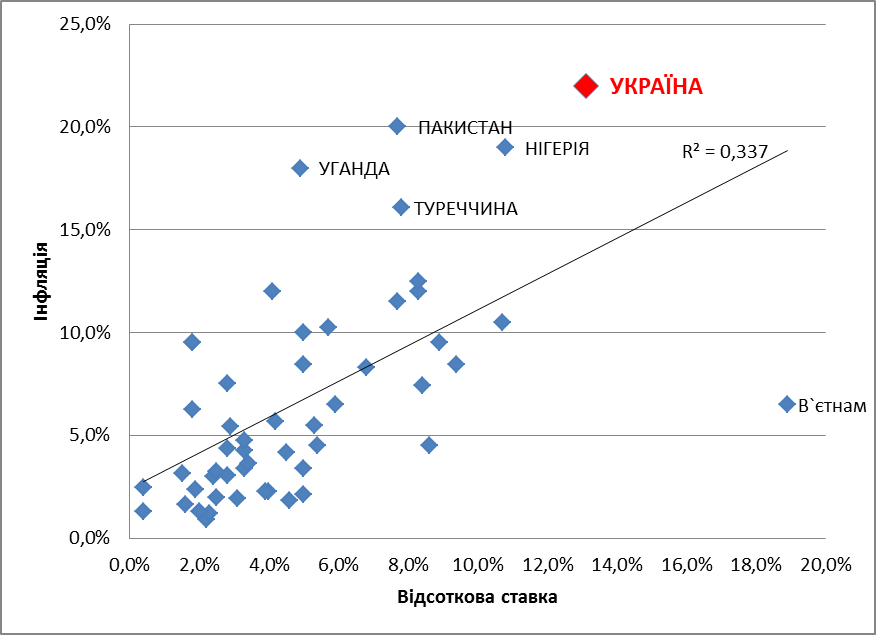 25,0%
УКРАЇНА
20,0%
ПАКИСТАН
НІГЕРІЯ
R² = 0,337
УГАНДА
ТУРЕЧЧИНА
15,0%
Інфляція
10,0%
В`єтнам
5,0%
0,0%
0,0% 2,0% 4,0% 6,0% 8,0% 10,0% 12,0% 14,0% 16,0% 18,0% 20,0%
Відсоткова ставка